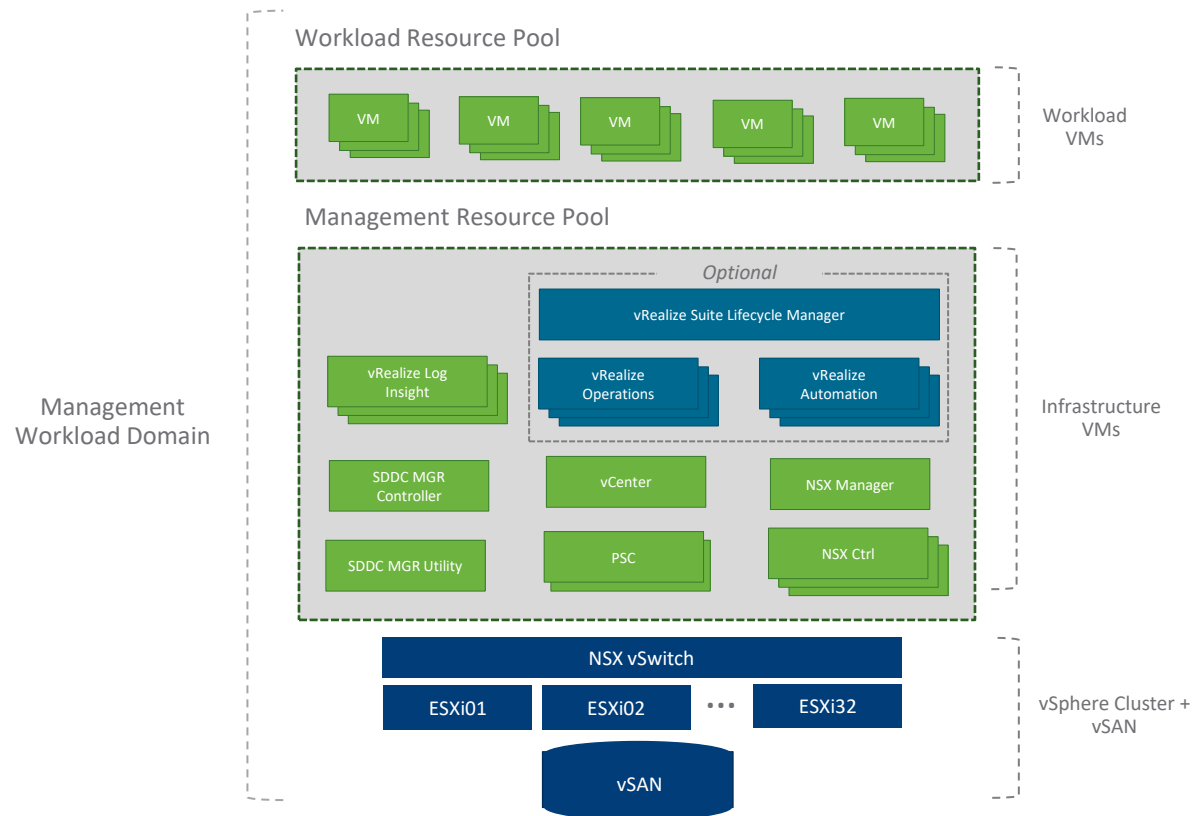 Workload Resource Pool
VM
VM
VM
VM
VM
Workload
VMs
Management Resource Pool
Optional
vRealize Suite Lifecycle Manager
vRealize Log
Insight
vRealize
Operations
vRealize
Automation
Management
Workload Domain
Infrastructure
VMs
SDDC MGR
Controller
vCenter
NSX Manager
SDDC MGR Utility
PSC
NSX Ctrl
NSX vSwitch
ESXi01
ESXi02
...
ESXi32
vSphere Cluster +
vSAN
vSAN